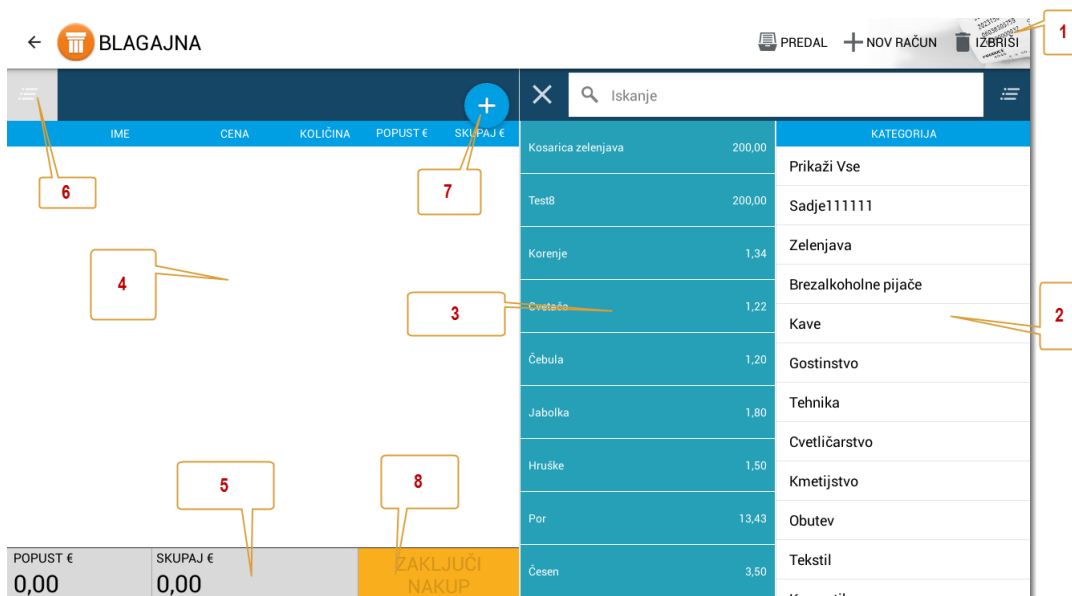 BLAGAJNA
PREDAL
NOV RAČUN
IZBRIŠI
1
Iskanje
IME CENA KOLIČINA POPUST € SKUPAJ €
KATEGORIJA
Kosarica zelenjava 200,00
Prikaži Vse
6
7
Test8 200,00
Sadje111111
Korenje 1,34
Zelenjava
4
Brezalkoholne pijače
3
Cvetača 1,22
Kave
2
Čebula 1,20
Gostinstvo
Jabolka 1,80
Tehnika
Cvetličarstvo
Hruške 1,50
Kmetijstvo
5
8
Por 13,43
Obutev
Tekstil
POPUST €
0,00
SKUPAJ €
0,00
ZAKLJUČI
NAKUP
Česen 3,50